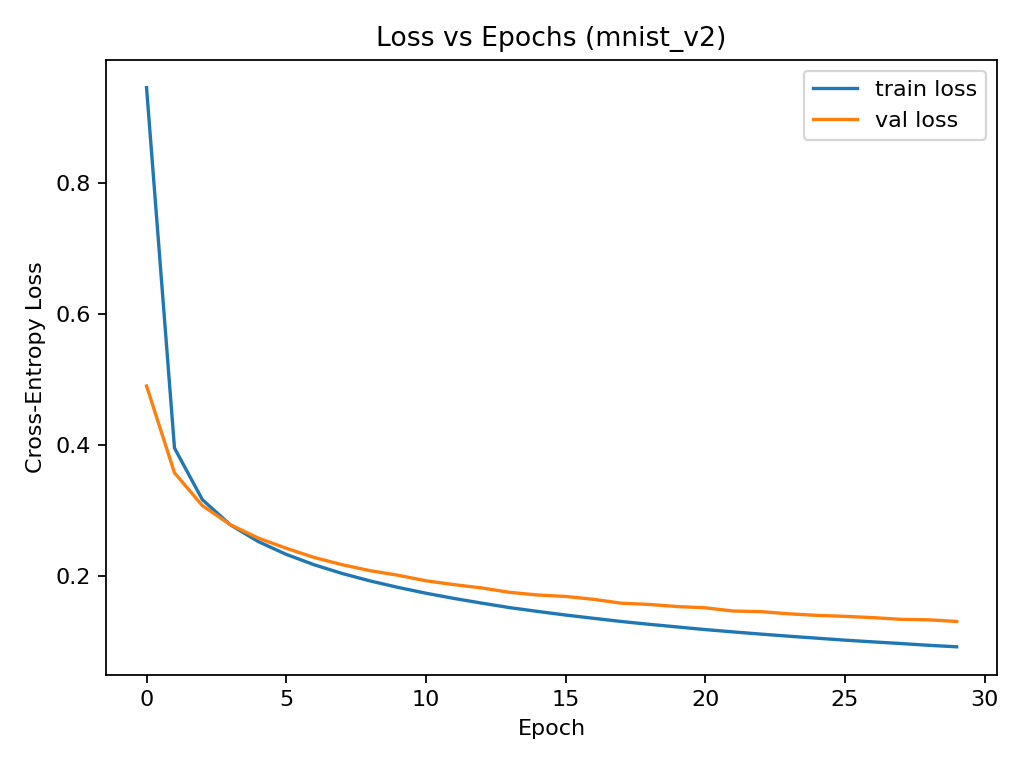 Loss vs Epochs (mnist_v2)
train loss
val loss
Cross-Entropy Loss
0.8
0.6
0.4
0.2
0 5 10 15 20 25 30
Epoch